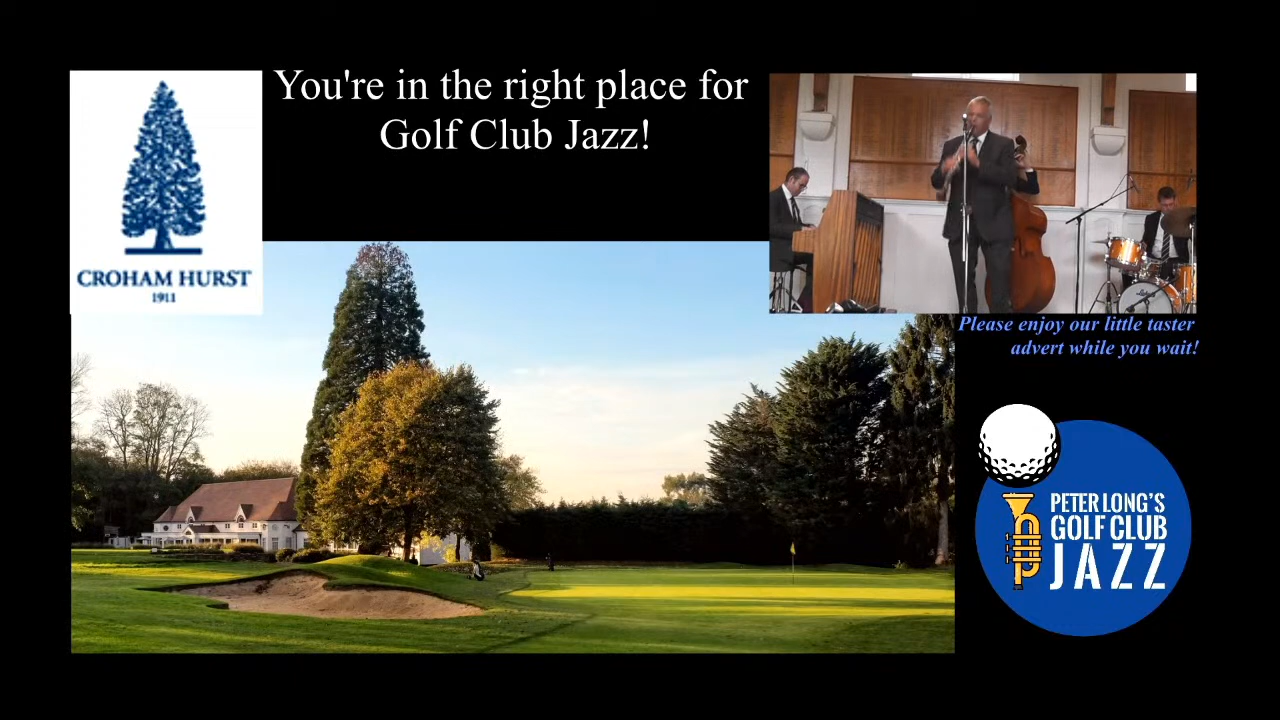 You're in the right place for
Golf Club Jazz!
CROHAM HURST
1911
Please enjoy our little taster
advert while you wait!
PETER LONG'S
GOLF CLUB
JAZZ